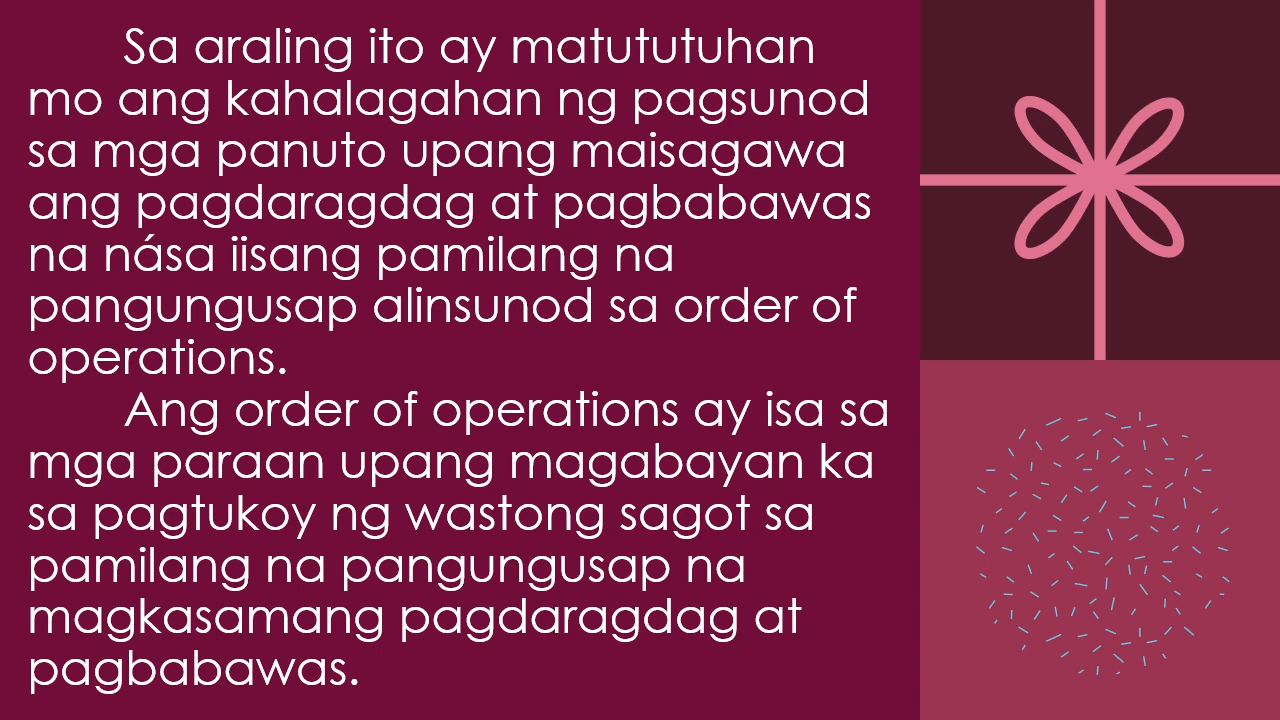 Sa araling ito ay matututuhan
mo ang kahalagahan ng pagsunod
sa mga panuto upang maisagawa
ang pagdaragdag at pagbabawas
na nása iisang pamilang na
pangungusap alinsunod sa order of
operations.
Ang order of operations ay isa sa
mga paraan upang magabayan ka
sa pagtukoy ng wastong sagot sa
pamilang na pangungusap na
magkasamang pagdaragdag at
pagbabawas.